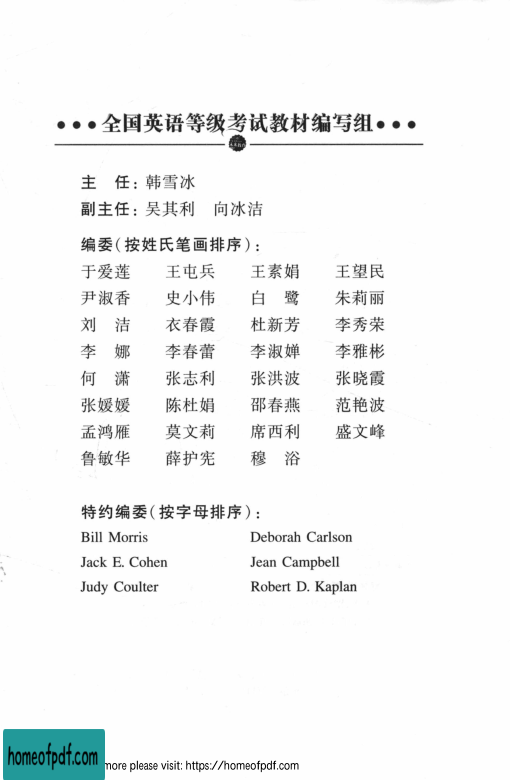 •••全国英语等级考试教材编写组•••
主 任：韩雪冰
副主任：吴其利 向冰洁
编委（按姓氏笔画排序）：
于爱莲 王屯兵 王素娟 王望民
尹淑香 史小伟 白 鹭 朱莉丽
刘 洁 衣春霞 杜新芳 李秀荣
李 娜 李春蕾 李淑婵 李雅彬
何 潇 张志利 张洪波 张晓霞
张媛媛 陈杜娟 邵春燕 范艳波
孟鸿雁 莫文莉 席西利 盛文峰
鲁敏华 薛护宪 穆 浴
特约编委（按字母排序）：
Bill Morris Deborah Carlson
Jack E. Cohen Jean Campbell
Judy Coulter Robert D. Kaplan
homeofpdf.com
more please visit: https://homeofpdf.com